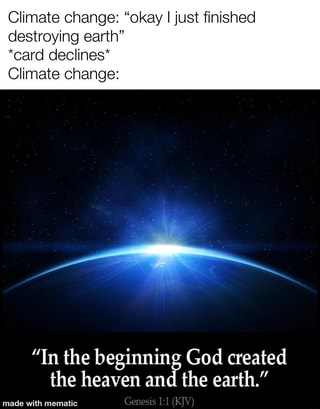 Climate change: “okay I just finished
destroying earth”
*card declines*
Climate change:
“In the beginning God created
the heaven and the earth.”
made with mematic
Genesis 1:1 (KJV)